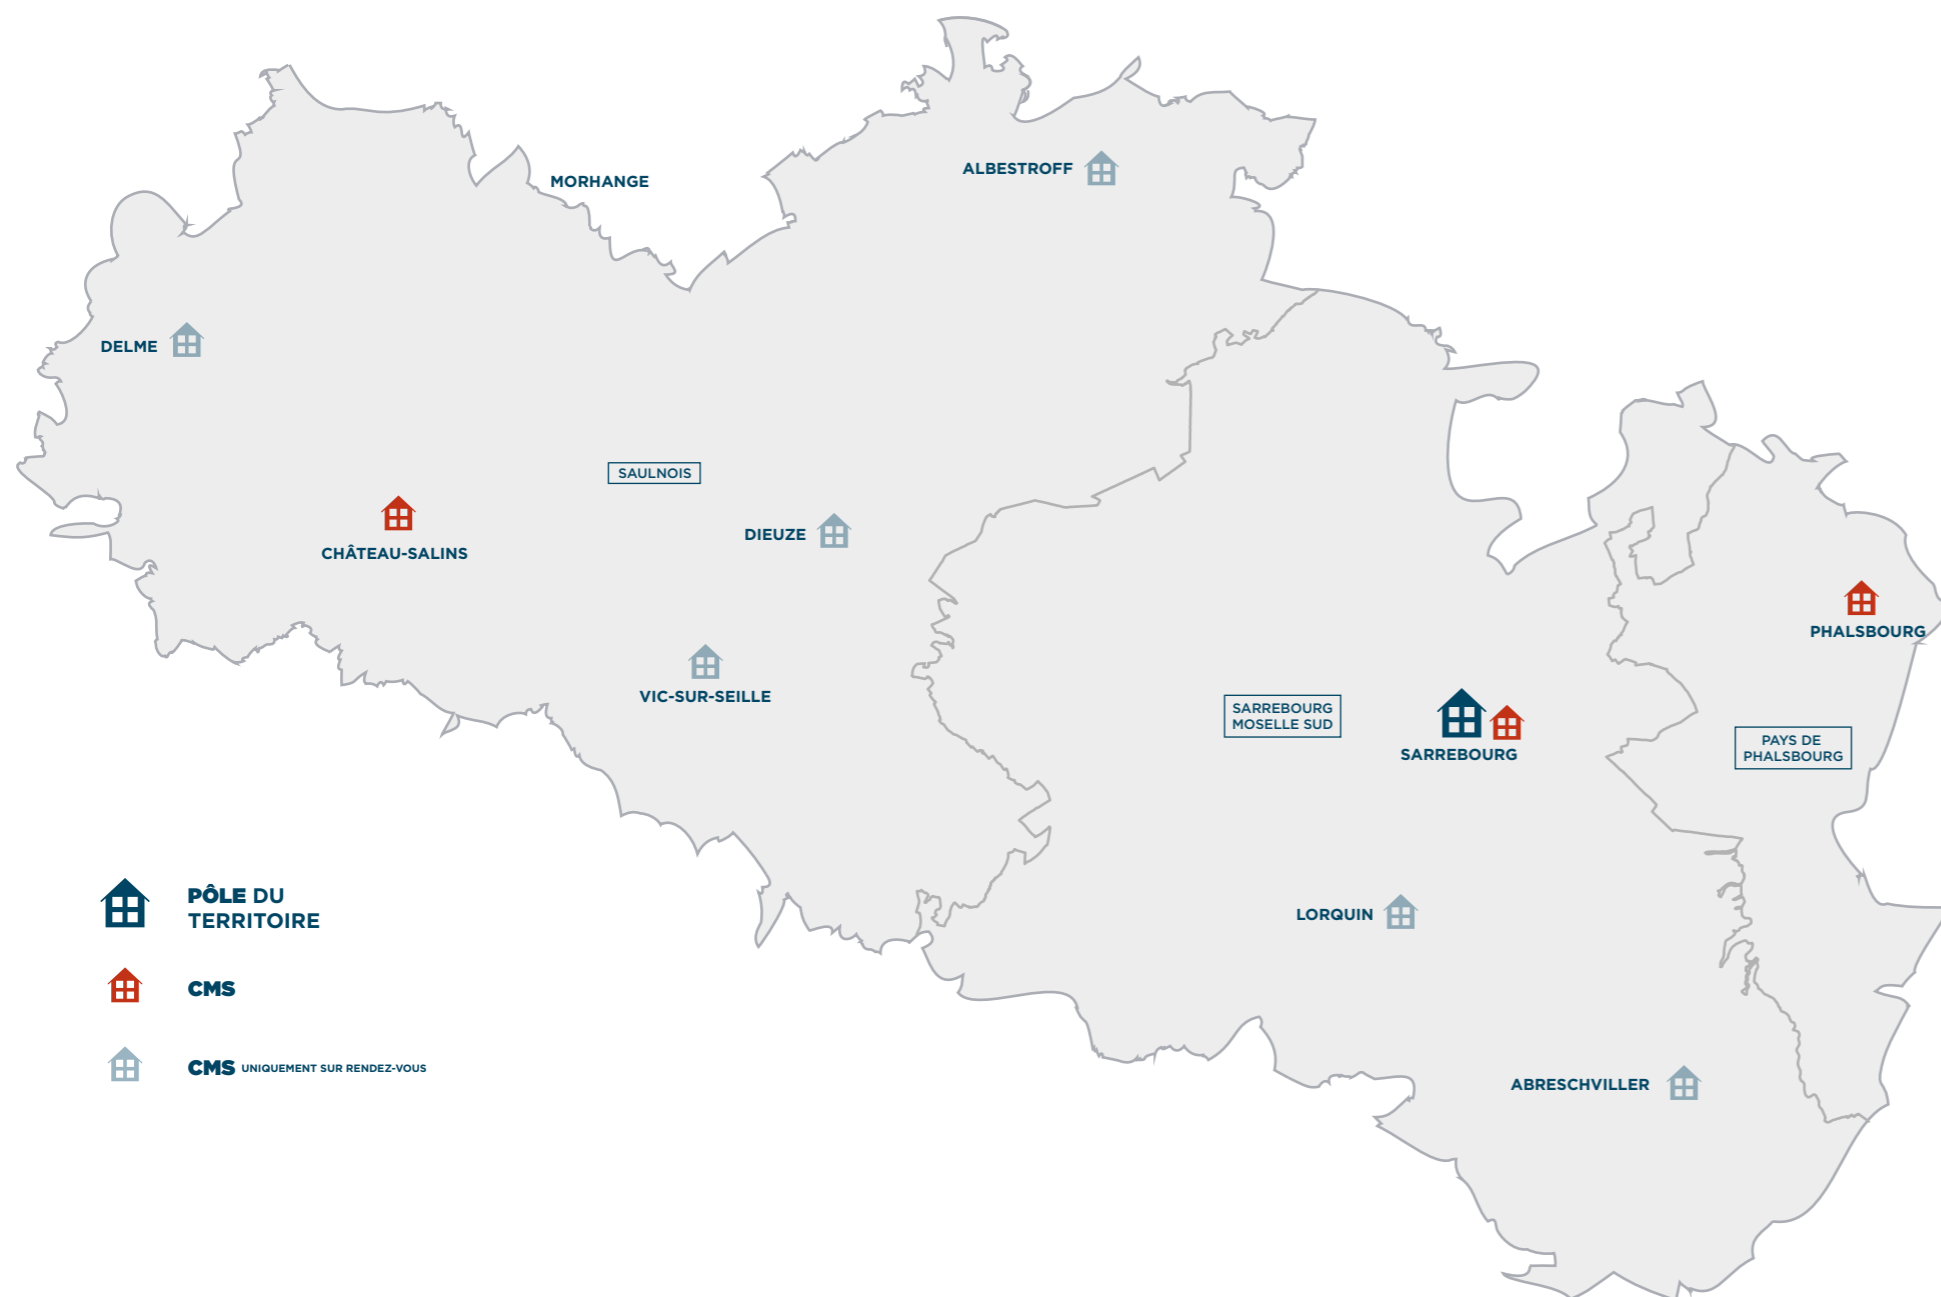 MORHANGE
ALBESTROFF
DELME
SAULNOIS
CHÂTEAU-SALINS
DIEUZE
PHALSBOURG
VIC-SUR-SEILLE
SARREBOURG
MOSELLE SUD
SARREBOURG
PAYS DE
PHALSBOURG
LORQUIN
ABRESCHVILLER
PÔLE DU
TERRITOIRE
CMS
CMS UNIQUEMENT SUR RENDEZ-VOUS